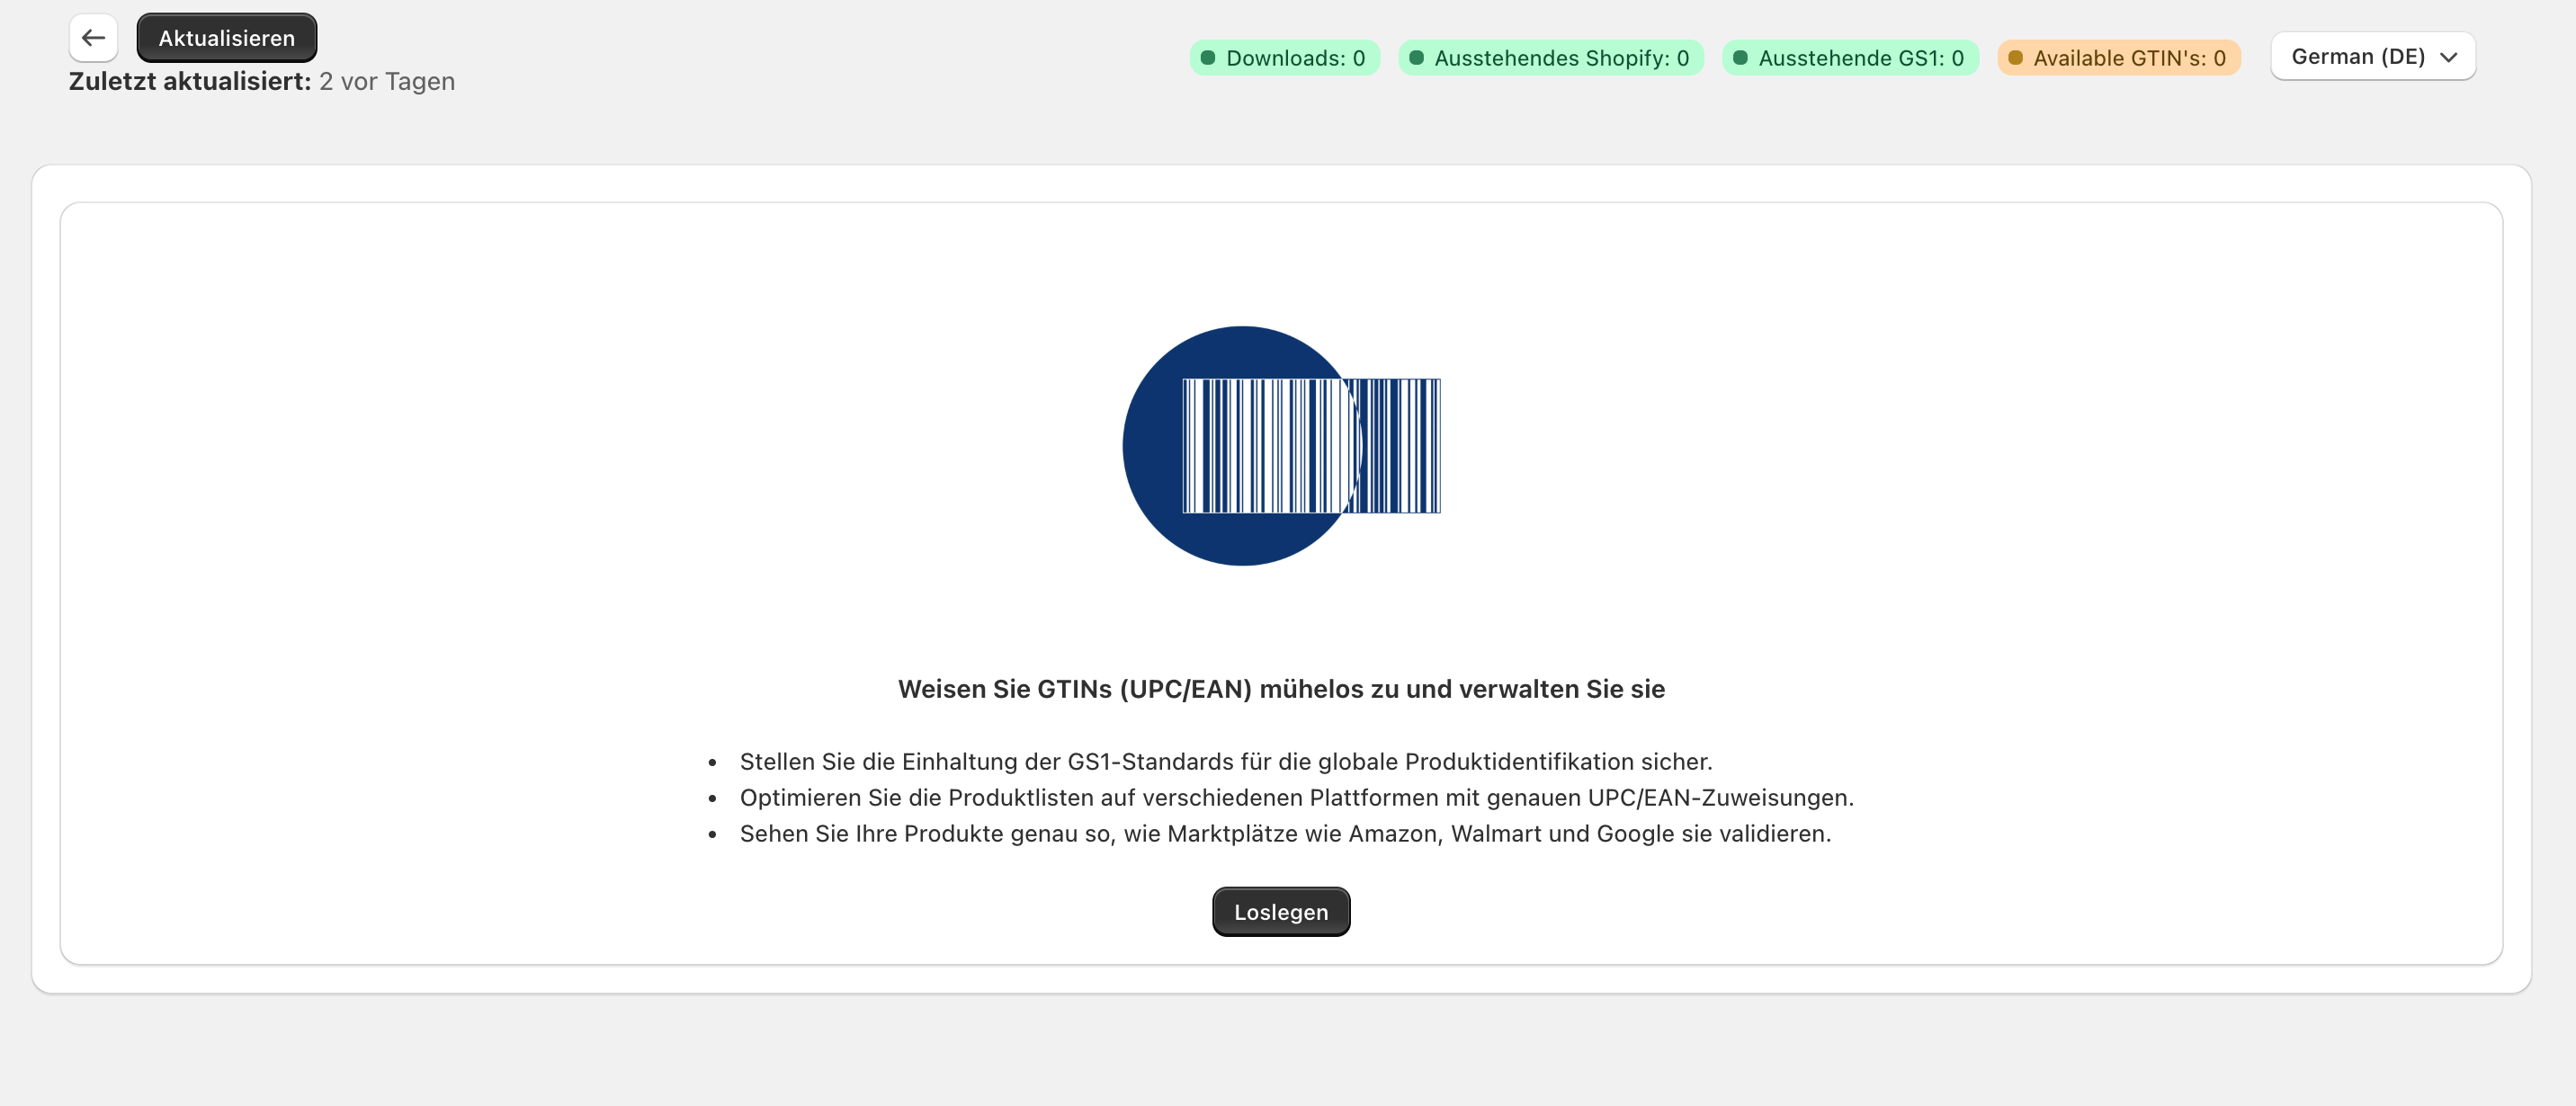 Aktualisieren
Zuletzt aktualisiert: 2 vor Tagen
Downloads: 0
Ausstehendes Shopify: 0
Ausstehende GS1: 0
Available GTIN's: 0
German (DE)
Weisen Sie GTINs (UPC/EAN) mühelos zu und verwalten Sie sie
• Stellen Sie die Einhaltung der GS1-Standards für die globale Produktidentifikation sicher.
• Optimieren Sie die Produktlisten auf verschiedenen Plattformen mit genauen UPC/EAN-Zuweisungen.
• Sehen Sie Ihre Produkte genau so, wie Marktplätze wie Amazon, Walmart und Google sie validieren.
Loslegen